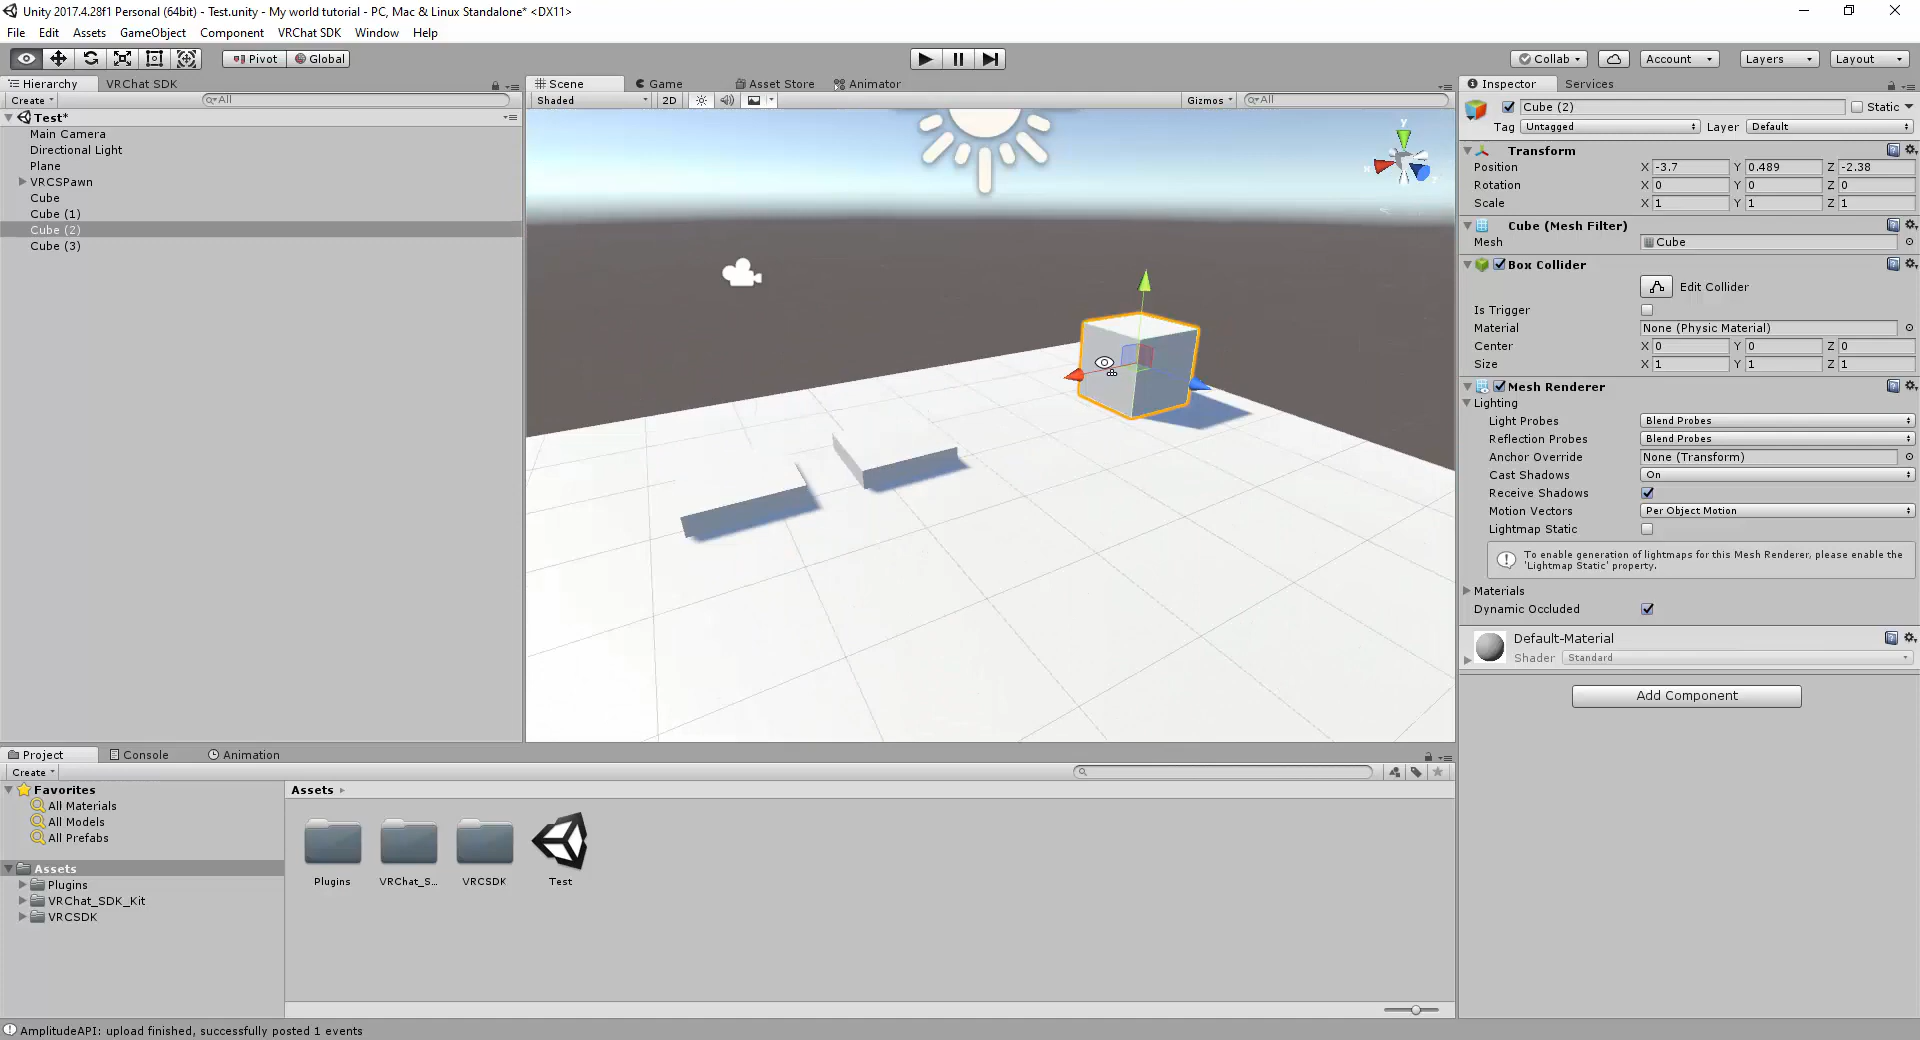 Unity 2017.4.28f1 Personal (64bit) - Test.unity - My world tutorial - PC, Mac & Linux Standalone* <DX11>
File Edit Assets GameObject Component VRChat SDK Window Help
Pivot Global Collab Account Layers Layout
Hierarchy VRChat SDK
Create All
Test*
Main Camera
Directional Light
Plane
VRCSPawn
Cube
Cube (1)
Cube (2)
Cube (3)
Scene Game Asset Store Animator
Shaded 2D Gizmos All
y
x
Inspector Services
Cube (2) Static
Tag Untagged Layer Default
Transform
Position X -3.7 Y 0.489 Z -2.38
Rotation X 0 Y 0 Z 0
Scale X 1 Y 1 Z 1
Cube (Mesh Filter)
Mesh Cube
Box Collider
Edit Collider
Is Trigger
Material None (Physic Material)
Center X 0 Y 0 Z 0
Size X 1 Y 1 Z 1
Mesh Renderer
Lighting
Light Probes Blend Probes
Reflection Probes Blend Probes
Anchor Override None (Transform)
Cast Shadows On
Receive Shadows
Motion Vectors Per Object Motion
Lightmap Static
To enable generation of lightmaps for this Mesh Renderer, please enable the
'Lightmap Static' property.
Materials
Dynamic Occluded
Default-Material
Shader Standard
Add Component
Project Console Animation
Create
Favorites
All Materials
All Models
All Prefabs
Assets
Plugins
VRChat_SDK_Kit
VRCSDK
Assets
Plugins VRChat_S... VRCSDK Test
AmplitudeAPI: upload finished, successfully posted 1 events